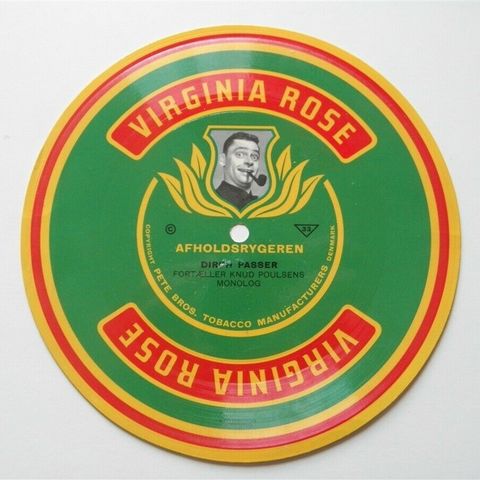 VIRGINIA ROSE
©
33
AFHOLDSRYGEREN
DIRCH PASSER
FORTÆLLER KNUD POULSENS
MONOLOG
COPYRIGHT: PETE BROS. TOBACCO MANUFACTURERS DENMARK
VIRGINIA ROSE